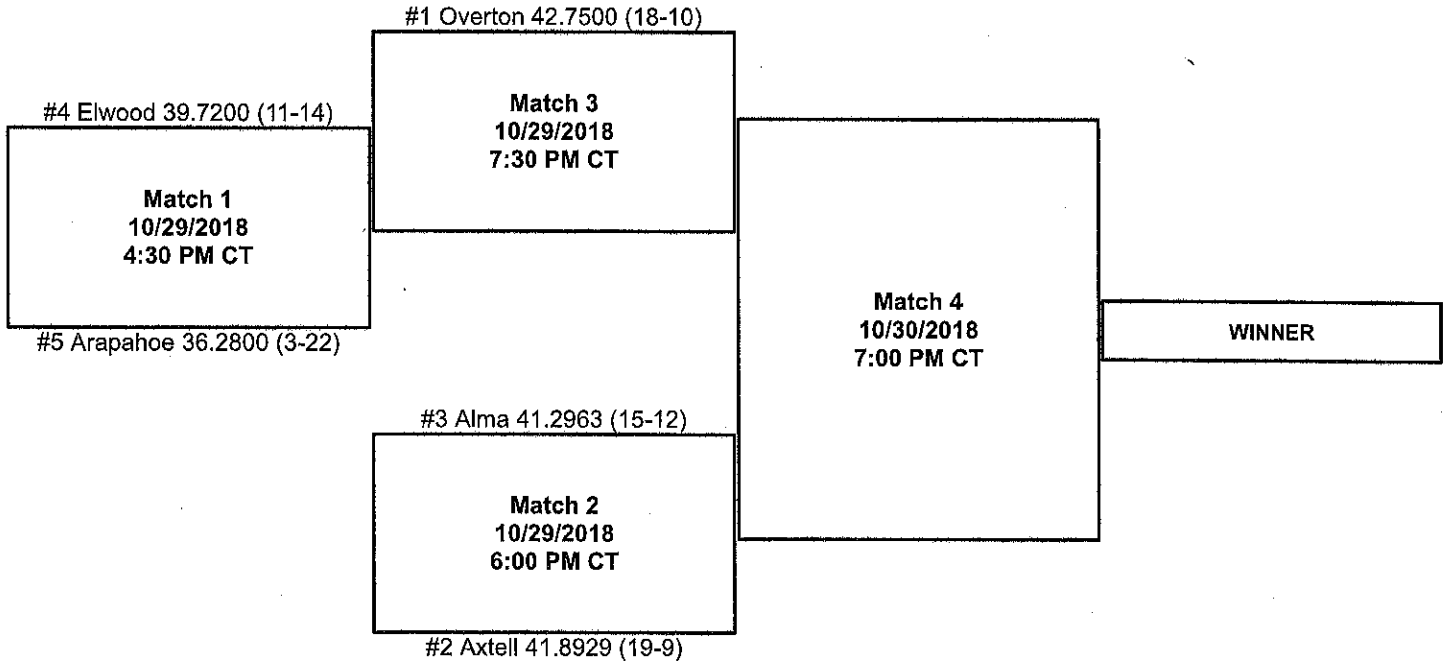 #1 Overton 42.7500 (18-10)
Match 3
10/29/2018
7:30 PM CT
#4 Elwood 39.7200 (11-14)
Match 1
10/29/2018
4:30 PM CT
#5 Arapahoe 36.2800 (3-22)
Match 4
10/30/2018
7:00 PM CT
WINNER
#3 Alma 41.2963 (15-12)
Match 2
10/29/2018
6:00 PM CT
#2 Axtell 41.8929 (19-9)